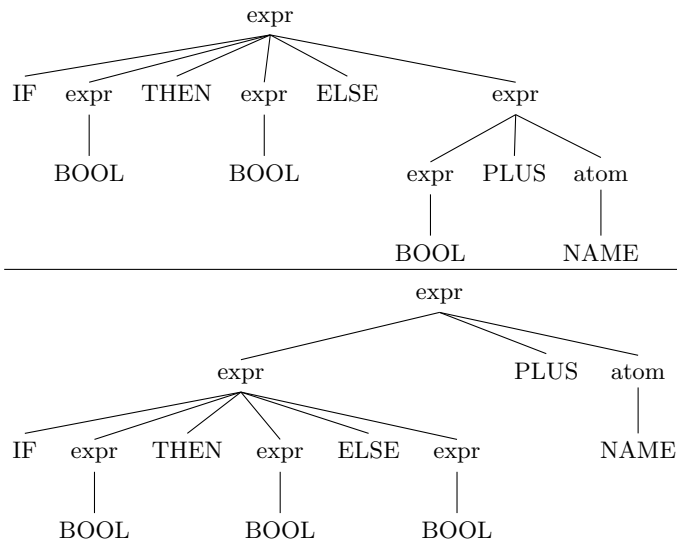 expr
IF expr THEN expr ELSE expr
BOOL BOOL expr PLUS atom
BOOL NAME
expr
expr PLUS atom
IF expr THEN expr ELSE expr NAME
BOOL BOOL BOOL